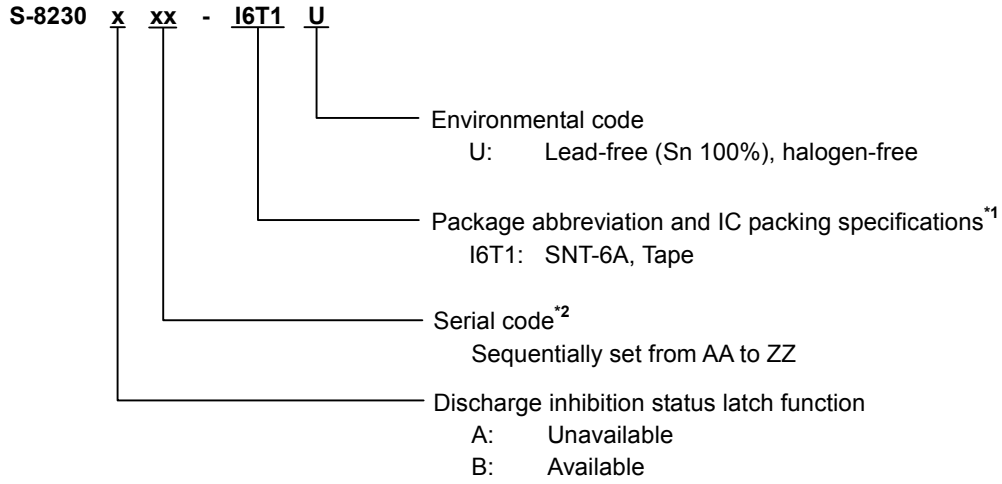 S-8230 x xx - I6T1 U
Environmental code
U: Lead-free (Sn 100%), halogen-free
Package abbreviation and IC packing specifications*1
I6T1: SNT-6A, Tape
Serial code*2
Sequentially set from AA to ZZ
Discharge inhibition status latch function
A: Unavailable
B: Available